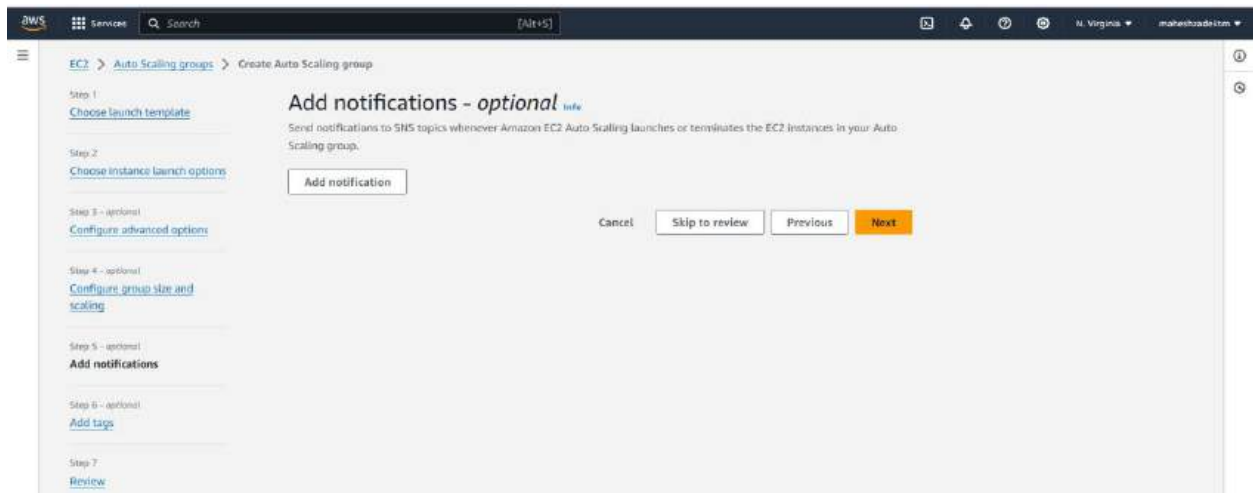 aws
Services
Search
[Alt+S]
N. Virginia
EC2 > Auto Scaling groups > Create Auto Scaling group
Step 1
Choose launch template
Step 2
Choose instance launch options
Step 3 - optional
Configure advanced options
Step 4 - optional
Configure group size and
scaling
Step 5 - optional
Add notifications
Step 6 - optional
Add tags
Step 7
Review
Add notifications - optional Info
Send notifications to SNS topics whenever Amazon EC2 Auto Scaling launches or terminates the EC2 instances in your Auto
Scaling group.
Add notification
Cancel
Skip to review
Previous
Next